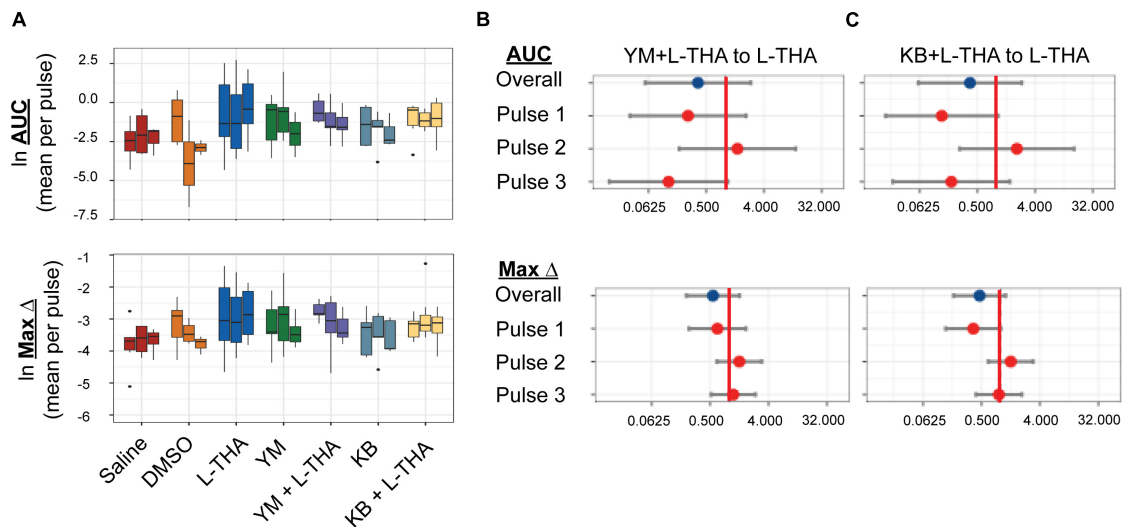 A
B
C
ln AUC
(mean per pulse)
2.5
0.0
-2.5
-5.0
-7.5
ln Max Δ
(mean per pulse)
-1
-2
-3
-4
-5
-6
Saline
DMSO
L-THA
YM
YM + L-THA
KB
KB + L-THA
AUC
YM+L-THA to L-THA
KB+L-THA to L-THA
Overall
Pulse 1
Pulse 2
Pulse 3
0.0625 0.500 4.000 32.000
0.0625 0.500 4.000 32.000
Max Δ
Overall
Pulse 1
Pulse 2
Pulse 3
0.0625 0.500 4.000 32.000
0.0625 0.500 4.000 32.000